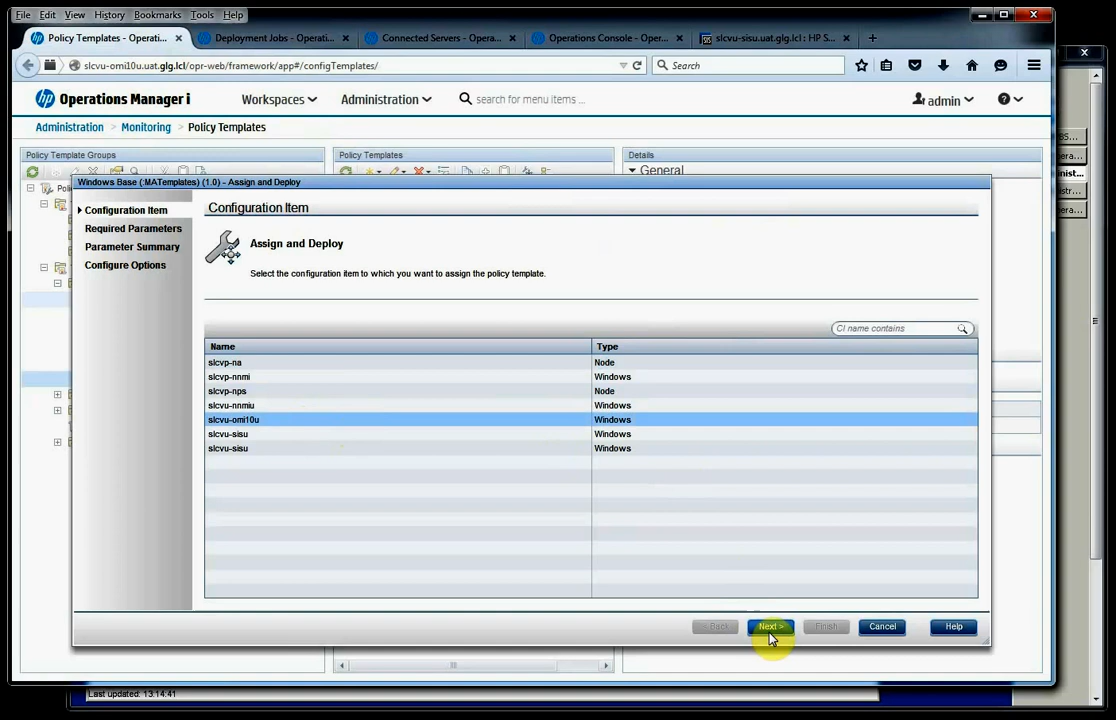 File Edit View History Bookmarks Tools Help
Policy Templates - Operati... Deployment Jobs - Operati... Connected Servers - Opera... Operations Console - Oper... slcvu-sisu.uat.glg.lcl : HP S...
slcvu-omi10u.uat.glg.lcl/opr-web/framework/app#/configTemplates/ Search
hp Operations Manager i Workspaces Administration search for menu items ... admin
Administration > Monitoring > Policy Templates
Policy Template Groups Policy Templates Details
General
Windows Base (:MATemplates) (1.0) - Assign and Deploy
Configuration Item
Required Parameters
Parameter Summary
Configure Options
Configuration Item
Assign and Deploy
Select the configuration item to which you want to assign the policy template.
CI name contains
Name Type
slcvp-na Node
slcvp-nnmi Windows
slcvp-nps Node
slcvu-nnmiu Windows
slcvu-omi10u Windows
slcvu-sisu Windows
slcvu-sisu Windows
< Back Next > Finish Cancel Help
Last updated: 13:14:41